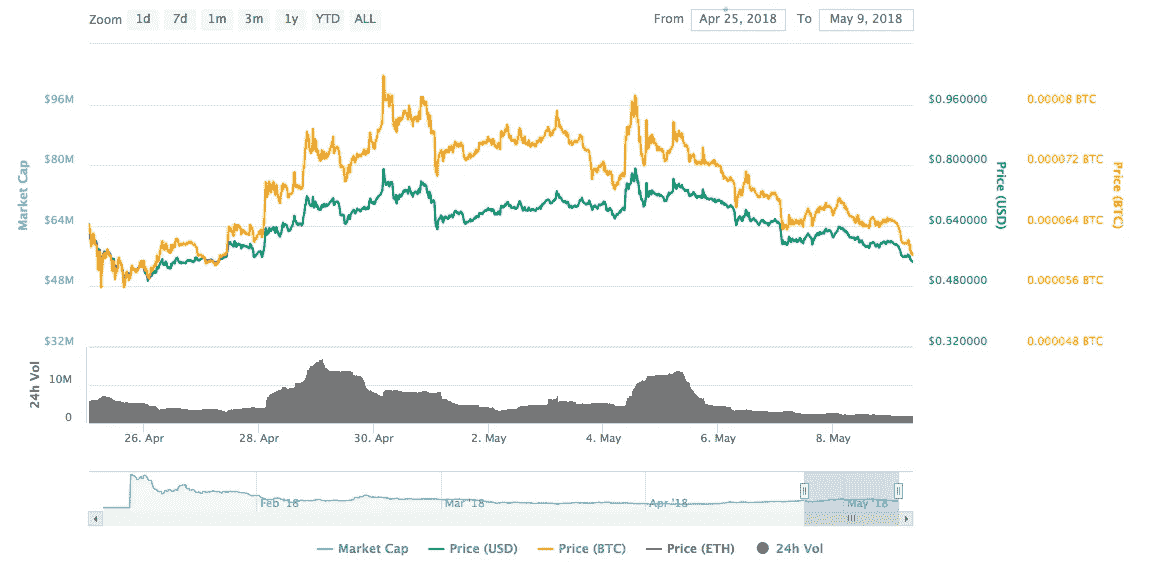 Zoom 1d 7d 1m 3m 1y YTD ALL From Apr 25, 2018 To May 9, 2018
$96M $0.960000 0.00008 BTC
$80M $0.800000 0.000072 BTC
Market Cap Price (USD) Price (BTC)
$64M $0.640000 0.000064 BTC
$48M $0.480000 0.000056 BTC
$32M $0.320000 0.000048 BTC
24h Vol
10M
0
26. Apr 28. Apr 30. Apr 2. May 4. May 6. May 8. May
Feb '18 Mar '18 Apr '18 May '18
Market Cap Price (USD) Price (BTC) Price (ETH) 24h Vol